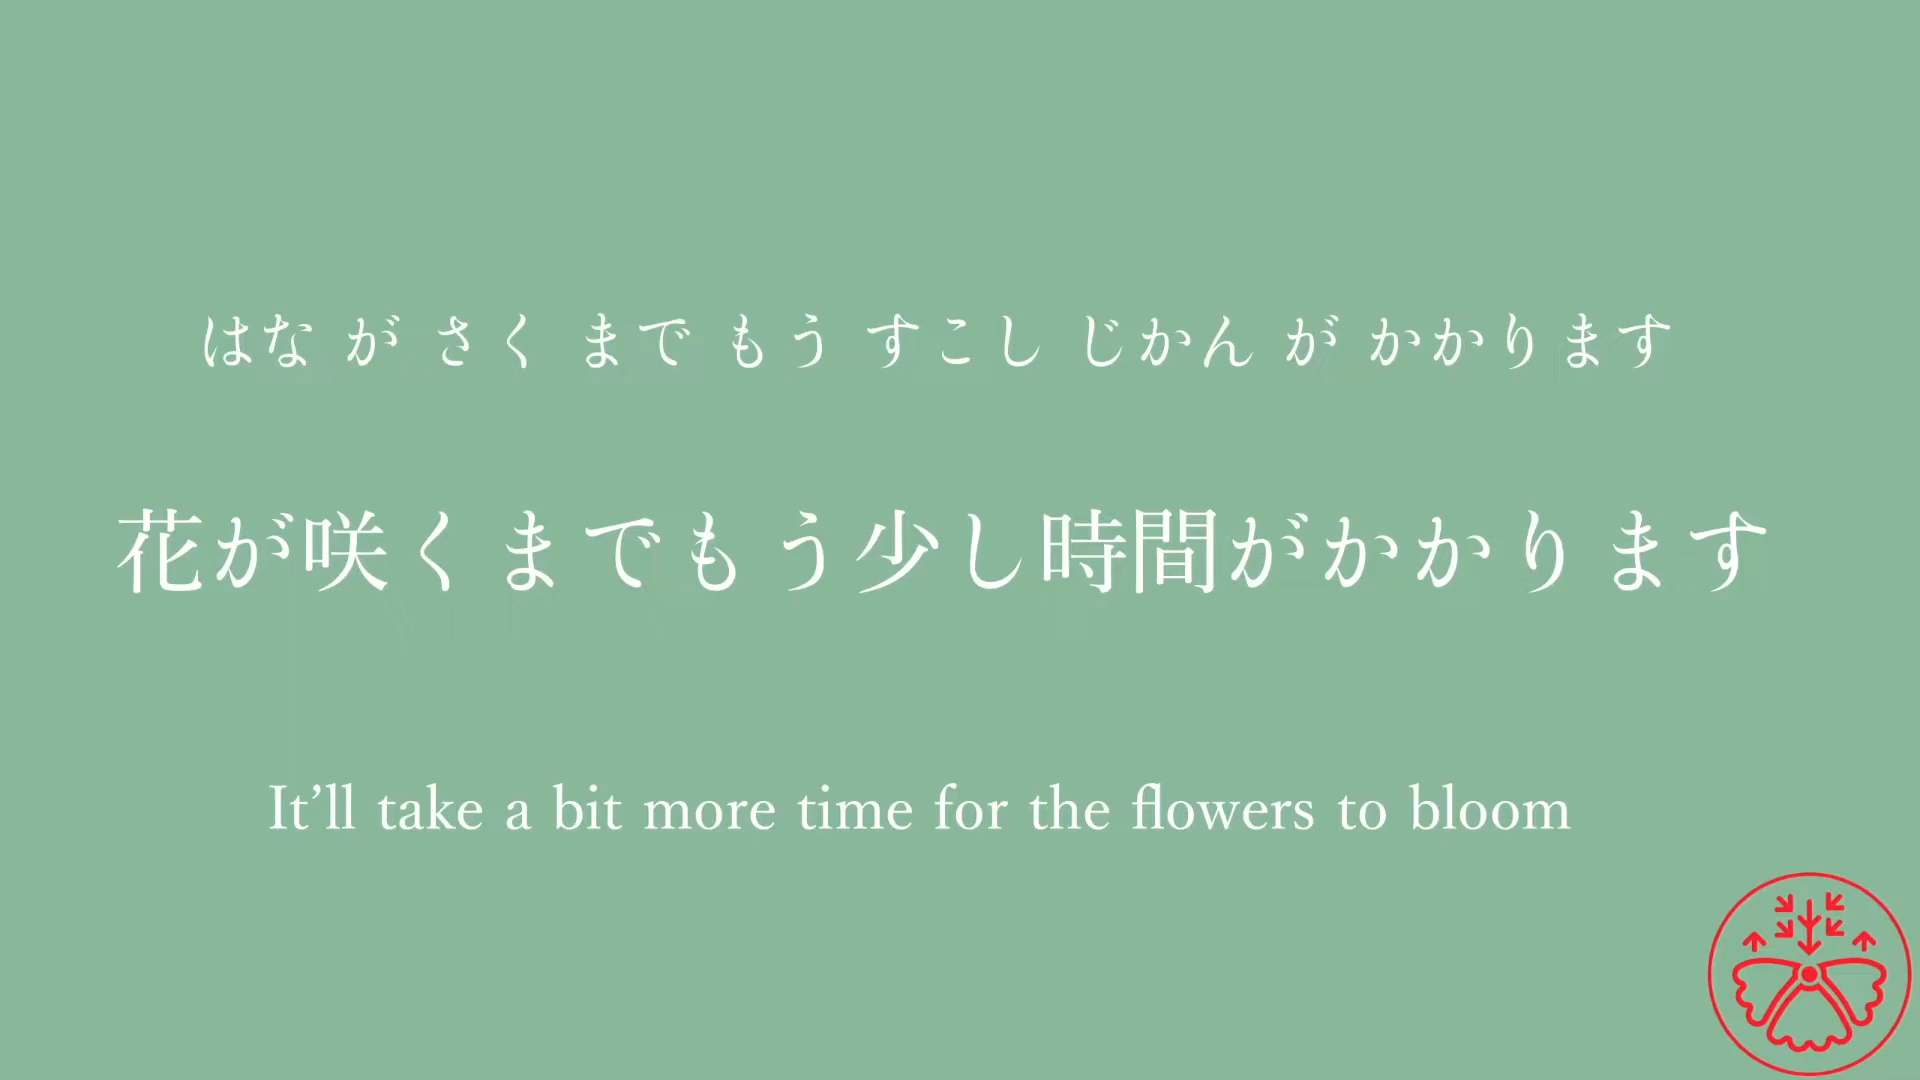 はな が さく まで もう すこし じかん が かかります
花が咲くまでもう少し時間がかかります
It’ll take a bit more time for the flowers to bloom